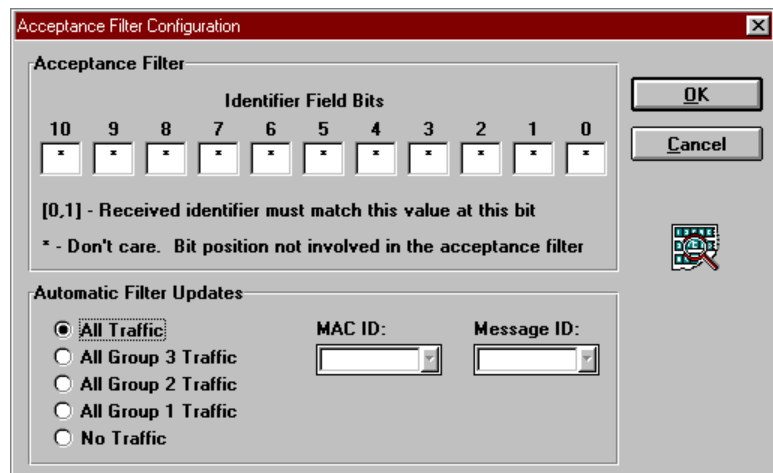 Acceptance Filter Configuration
Acceptance Filter
Identifier Field Bits
10 9 8 7 6 5 4 3 2 1 0
* * * * * * * * * * *
[0,1] - Received identifier must match this value at this bit
* - Don't care. Bit position not involved in the acceptance filter
OK
Cancel
Automatic Filter Updates
All Traffic
All Group 3 Traffic
All Group 2 Traffic
All Group 1 Traffic
No Traffic
MAC ID:
Message ID: